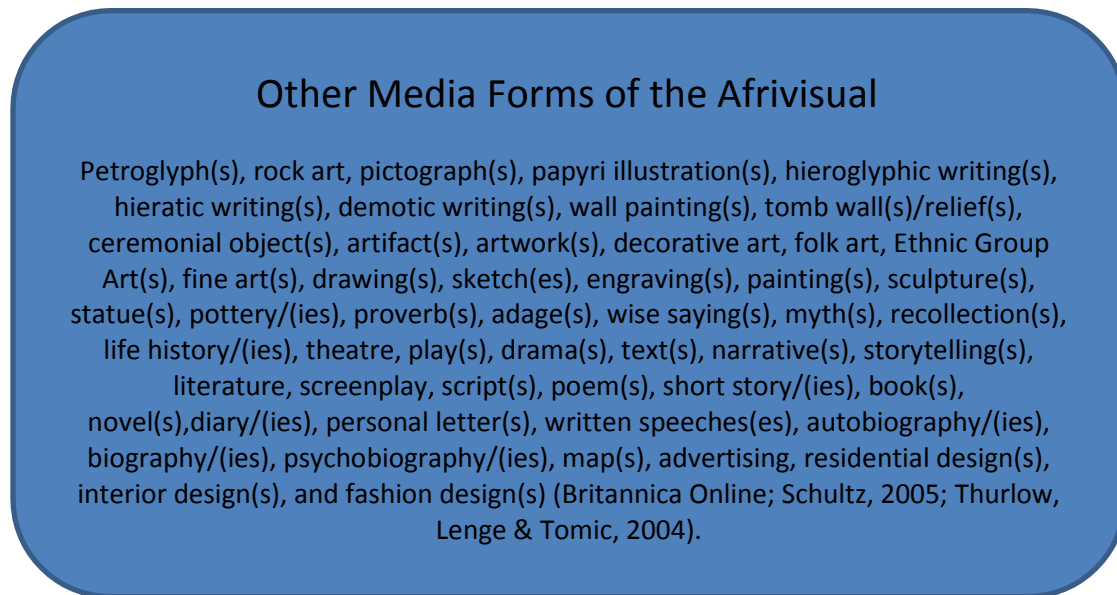 Other Media Forms of the Afrivisual
Petroglyph(s), rock art, pictograph(s), papyri illustration(s), hieroglyphic writing(s),
hieratic writing(s), demotic writing(s), wall painting(s), tomb wall(s)/relief(s),
ceremonial object(s), artifact(s), artwork(s), decorative art, folk art, Ethnic Group
Art(s), fine art(s), drawing(s), sketch(es), engraving(s), painting(s), sculpture(s),
statue(s), pottery/(ies), proverb(s), adage(s), wise saying(s), myth(s), recollection(s),
life history/(ies), theatre, play(s), drama(s), text(s), narrative(s), storytelling(s),
literature, screenplay, script(s), poem(s), short story/(ies), book(s),
novel(s),diary/(ies), personal letter(s), written speeches(es), autobiography/(ies),
biography/(ies), psychobiography/(ies), map(s), advertising, residential design(s),
interior design(s), and fashion design(s) (Britannica Online; Schultz, 2005; Thurlow,
Lenge & Tomic, 2004).